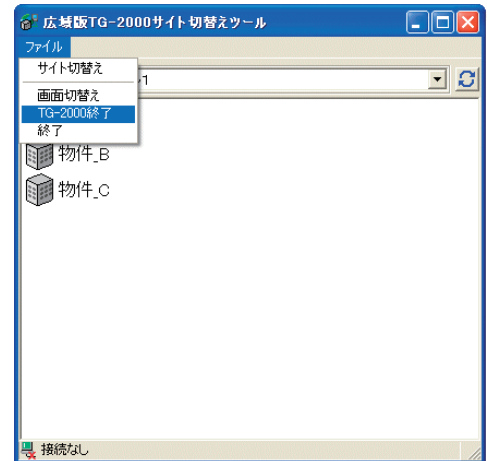 広域版TG-2000サイト切替えツール
ファイル
サイト切替え
画面切替え
TG-2000終了
終了
物件_B
物件_C
接続なし